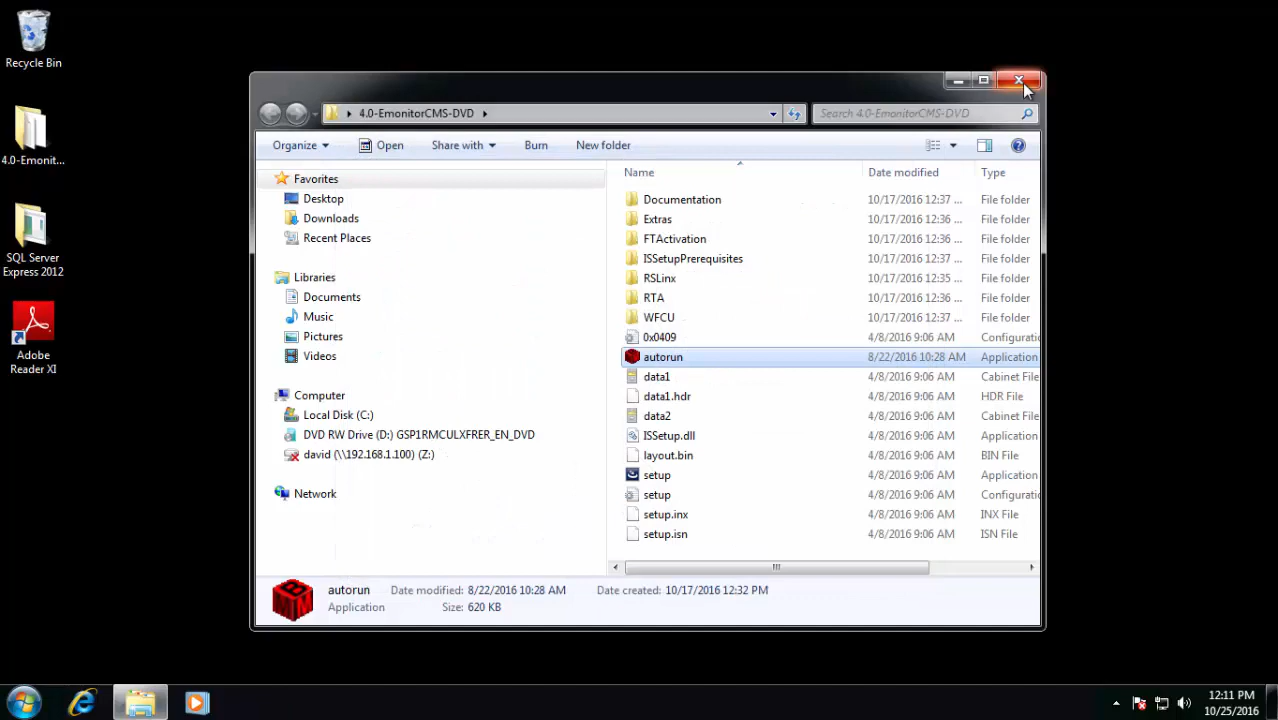 Recycle Bin
4.0-Emonit...
SQL Server
Express 2012
Adobe
Reader XI
4.0-EmonitorCMS-DVD
Search 4.0-EmonitorCMS-DVD
Organize Open Share with Burn New folder
Favorites
Desktop
Downloads
Recent Places
Libraries
Documents
Music
Pictures
Videos
Computer
Local Disk (C:)
DVD RW Drive (D:) GSP1RMCULXFRER_EN_DVD
david (\\192.168.1.100) (Z:)
Network
Name Date modified Type
Documentation 10/17/2016 12:37 ... File folder
Extras 10/17/2016 12:36 ... File folder
FTActivation 10/17/2016 12:36 ... File folder
ISSetupPrerequisites 10/17/2016 12:37 ... File folder
RSLinx 10/17/2016 12:35 ... File folder
RTA 10/17/2016 12:36 ... File folder
WFCU 10/17/2016 12:37 ... File folder
0x0409 4/8/2016 9:06 AM Configuratio
autorun 8/22/2016 10:28 AM Application
data1 4/8/2016 9:06 AM Cabinet File
data1.hdr 4/8/2016 9:06 AM HDR File
data2 4/8/2016 9:06 AM Cabinet File
ISSetup.dll 4/8/2016 9:06 AM Application
layout.bin 4/8/2016 9:06 AM BIN File
setup 4/8/2016 9:06 AM Application
setup 4/8/2016 9:06 AM Configuratio
setup.inx 4/8/2016 9:06 AM INX File
setup.isn 4/8/2016 9:06 AM ISN File
autorun Date modified: 8/22/2016 10:28 AM Date created: 10/17/2016 12:32 PM
Application Size: 620 KB
12:11 PM
10/25/2016